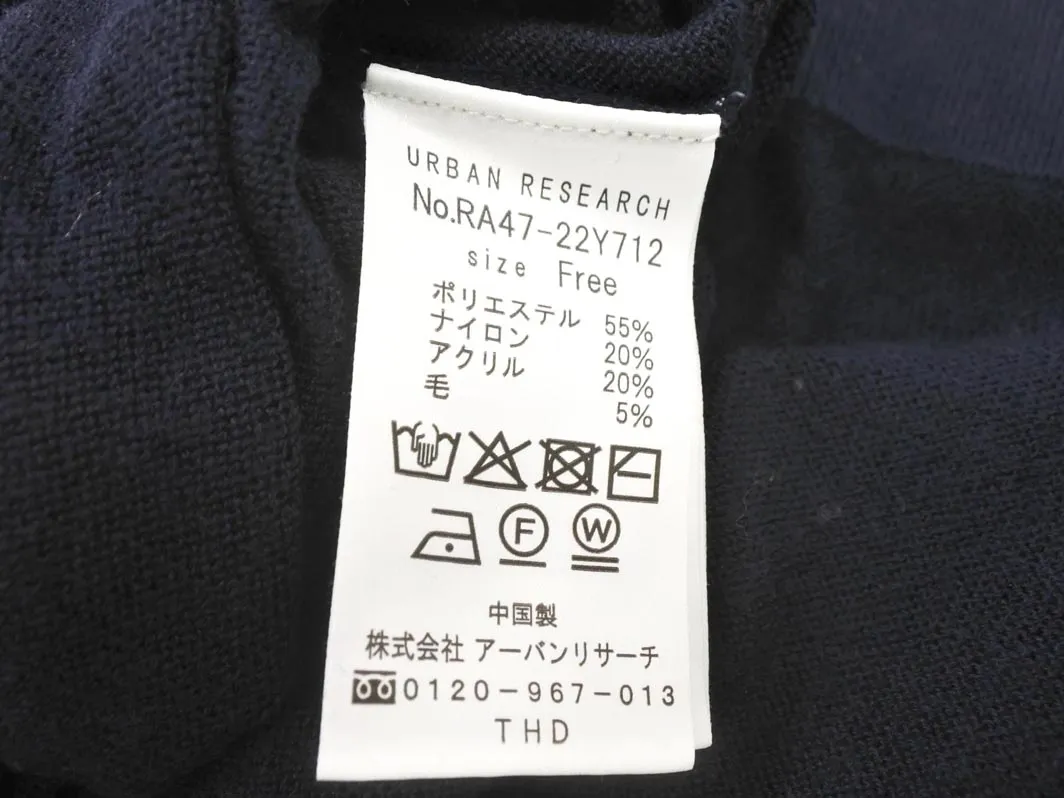 URBAN RESEARCH
No.RA47-22Y712
size Free
ポリエステル 55%
ナイロン 20%
アクリル 20%
毛 5%
F W
中国製
株式会社 アーバンリサーチ
0120-967-013
THD